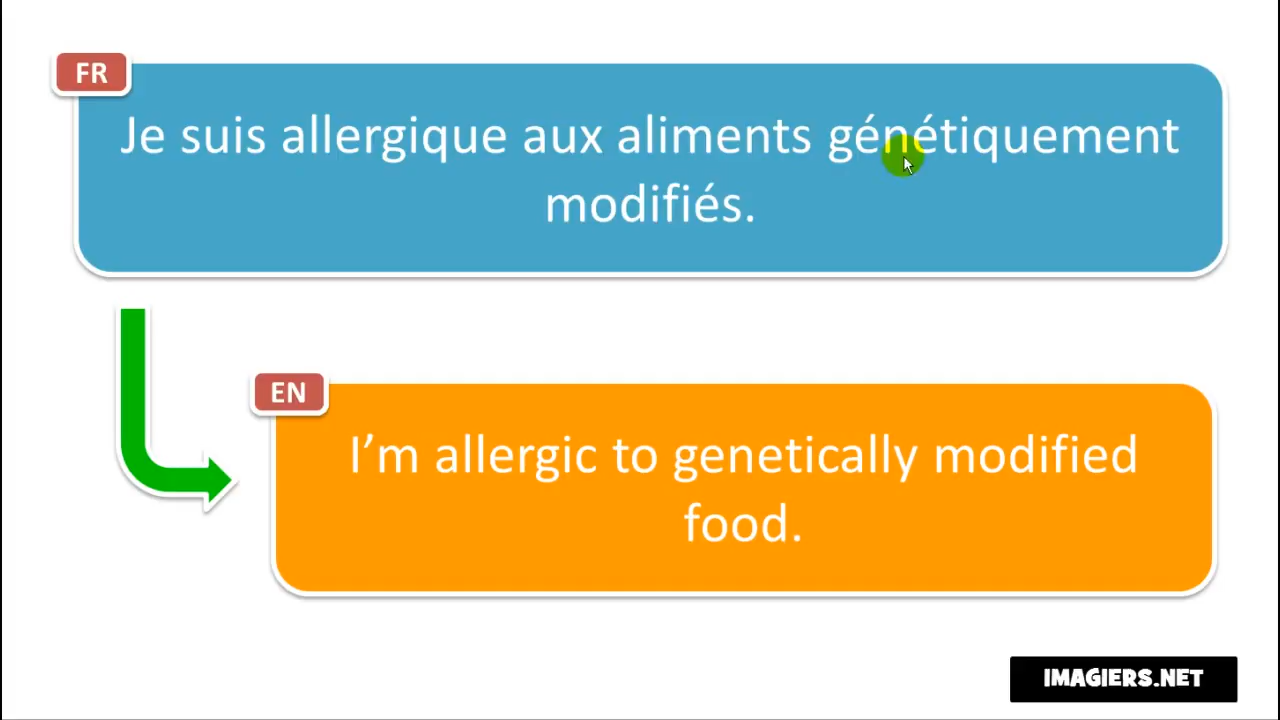 FR
Je suis allergique aux aliments génétiquement
modifiés.
EN
I’m allergic to genetically modified
food.
IMAGIERS.NET